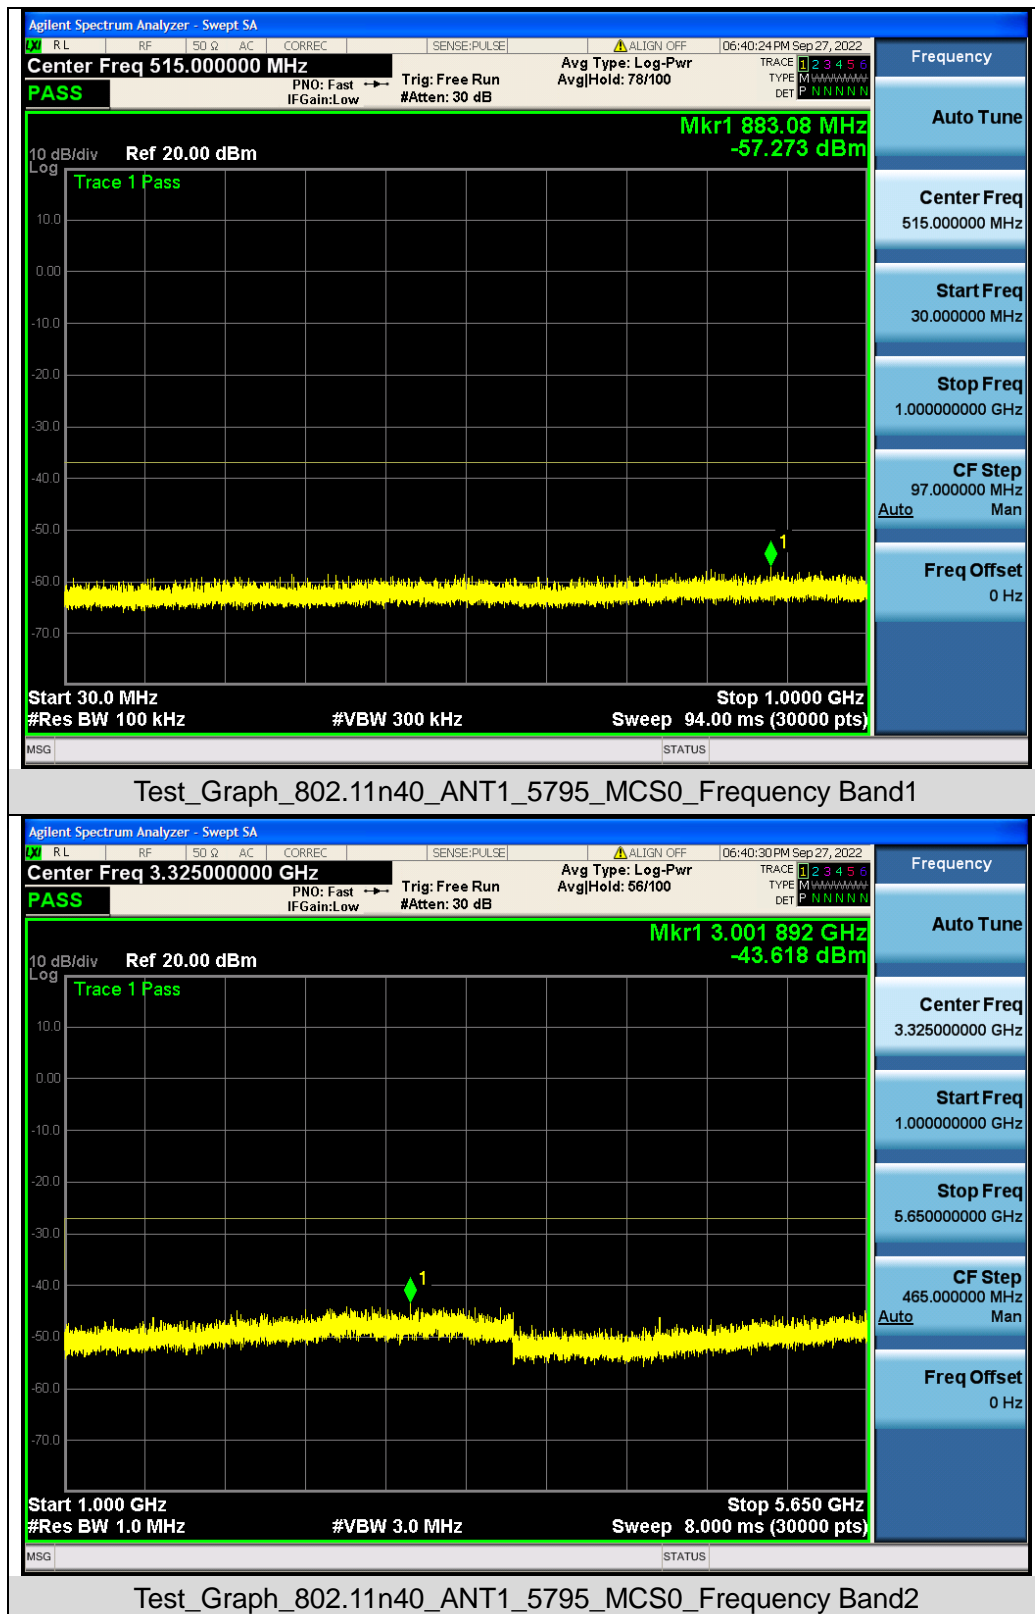 Agilent Spectrum Analyzer - Swept SA
LXI RL RF 50 Ω AC CORREC SENSE:PULSE ALIGN OFF 06:40:24 PM Sep 27, 2022
Center Freq 515.000000 MHz
PASS
PNO: Fast
IFGain:Low
Trig: Free Run
#Atten: 30 dB
Avg Type: Log-Pwr
Avg|Hold: 78/100
TRACE 1 2 3 4 5 6
TYPE M WWWWW
DET P N N N N N
Mkr1 883.08 MHz
-57.273 dBm
10 dB/div Ref 20.00 dBm
Log
Trace 1 Pass
10.0
0.00
-10.0
-20.0
-30.0
-40.0
-50.0
-60.0
-70.0
1
Start 30.0 MHz Stop 1.0000 GHz
#Res BW 100 kHz #VBW 300 kHz Sweep 94.00 ms (30000 pts)
MSG STATUS
Frequency
Auto Tune
Center Freq
515.000000 MHz
Start Freq
30.000000 MHz
Stop Freq
1.000000000 GHz
CF Step
97.000000 MHz
Auto Man
Freq Offset
0 Hz
Test_Graph_802.11n40_ANT1_5795_MCS0_Frequency Band1
Agilent Spectrum Analyzer - Swept SA
LXI RL RF 50 Ω AC CORREC SENSE:PULSE ALIGN OFF 06:40:30 PM Sep 27, 2022
Center Freq 3.325000000 GHz
PASS
PNO: Fast
IFGain:Low
Trig: Free Run
#Atten: 30 dB
Avg Type: Log-Pwr
Avg|Hold: 56/100
TRACE 1 2 3 4 5 6
TYPE M WWWWW
DET P N N N N N
Mkr1 3.001 892 GHz
-43.618 dBm
10 dB/div Ref 20.00 dBm
Log
Trace 1 Pass
10.0
0.00
-10.0
-20.0
-30.0
-40.0
-50.0
-60.0
-70.0
1
Start 1.000 GHz Stop 5.650 GHz
#Res BW 1.0 MHz #VBW 3.0 MHz Sweep 8.000 ms (30000 pts)
MSG STATUS
Frequency
Auto Tune
Center Freq
3.325000000 GHz
Start Freq
1.000000000 GHz
Stop Freq
5.650000000 GHz
CF Step
465.000000 MHz
Auto Man
Freq Offset
0 Hz
Test_Graph_802.11n40_ANT1_5795_MCS0_Frequency Band2